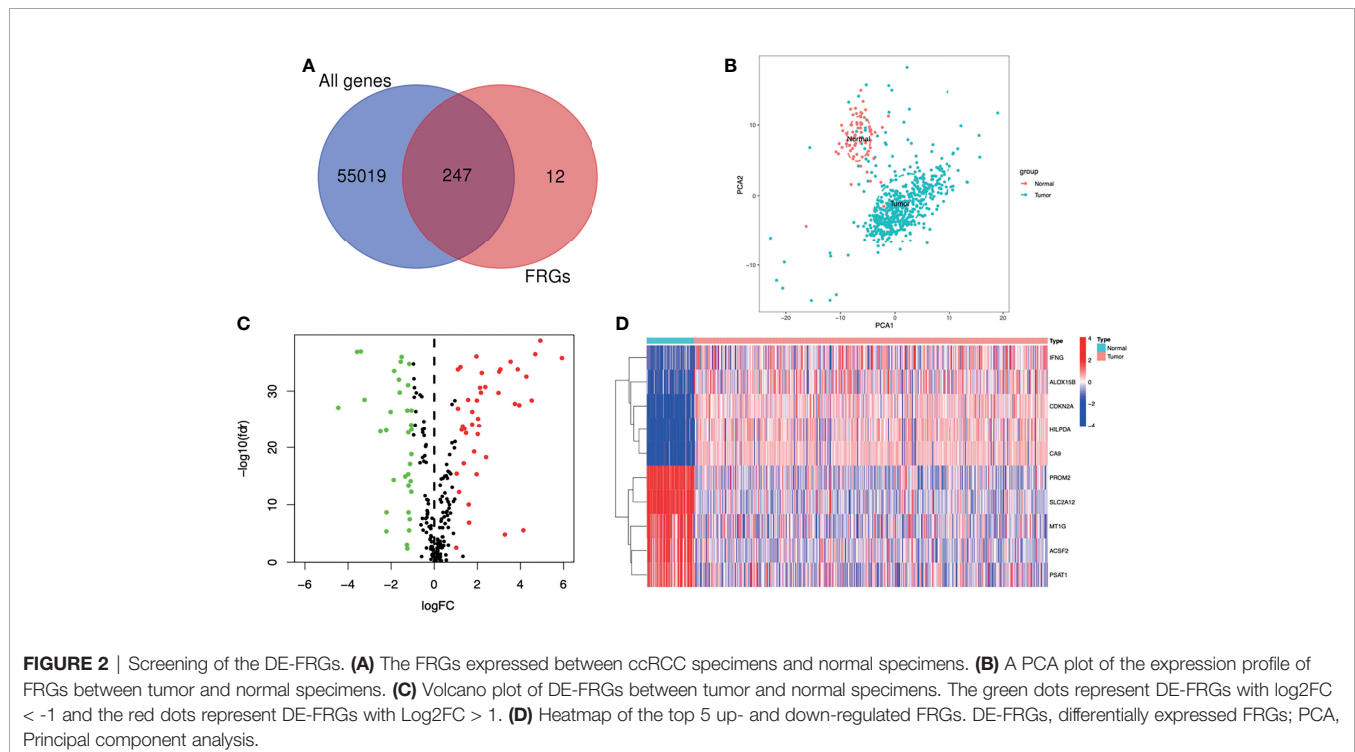 A
All genes
55019
247
12
FRGs
B
PCA2
10
0
−10
Normal
Tumor
−20
−10
0
10
20
PCA1
group
Normal
Tumor
C
−log10(fdr)
30
20
10
0
−6
−4
−2
0
2
4
6
logFC
D
Type
IFNG
ALOX15B
CDKN2A
HILPDA
CA9
PROM2
SLC2A12
MT1G
ACSF2
PSAT1
4
2
0
−2
−4
Type
Normal
Tumor
FIGURE 2 | Screening of the DE-FRGs. (A) The FRGs expressed between ccRCC specimens and normal specimens. (B) A PCA plot of the expression profile of
FRGs between tumor and normal specimens. (C) Volcano plot of DE-FRGs between tumor and normal specimens. The green dots represent DE-FRGs with log2FC
< -1 and the red dots represent DE-FRGs with Log2FC > 1. (D) Heatmap of the top 5 up- and down-regulated FRGs. DE-FRGs, differentially expressed FRGs; PCA,
Principal component analysis.